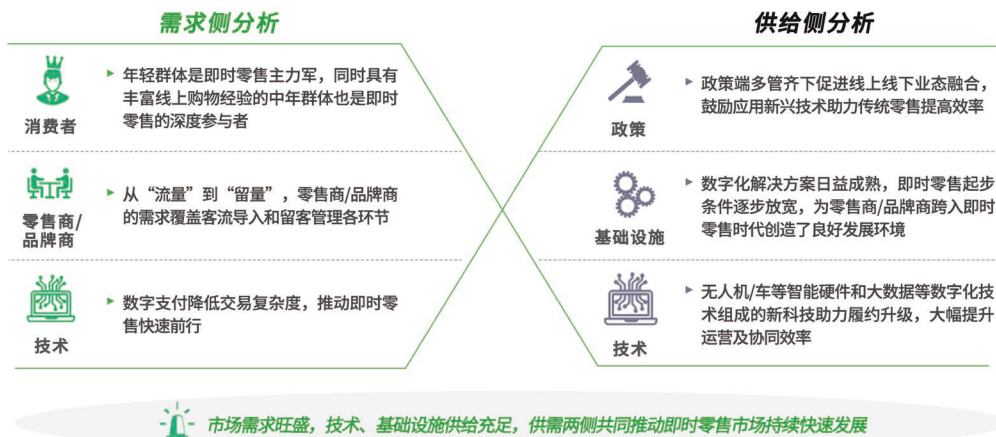 需求侧分析
消费者
▸ 年轻群体是即时零售主力军，同时具有
丰富线上购物经验的中年群体也是即时
零售的深度参与者
零售商/
品牌商
▸ 从“流量”到“留量”，零售商/品牌商
的需求覆盖客流导入和留客管理各环节
技术
▸ 数字支付降低交易复杂度，推动即时零
售快速前行
供给侧分析
政策
▸ 政策端多管齐下促进线上线下业态融合，
鼓励应用新兴技术助力传统零售提高效率
基础设施
▸ 数字化解决方案日益成熟，即时零售起步
条件逐步放宽，为零售商/品牌商跨入即时
零售时代创造了良好发展环境
技术
▸ 无人机/车等智能硬件和大数据等数字化技
术组成的新科技助力履约升级，大幅提升
运营及协同效率
市场需求旺盛，技术、基础设施供给充足，供需两侧共同推动即时零售市场持续快速发展